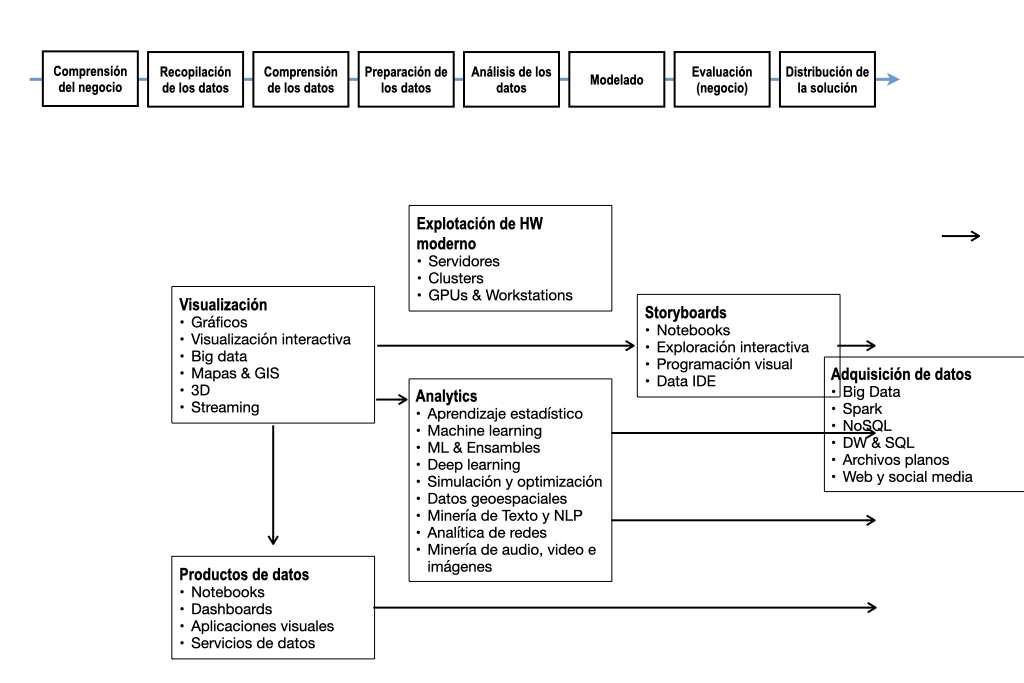 Comprensión
del negocio
Recopilación
de los datos
Comprensión
de los datos
Preparación de
los datos
Análisis de los
datos
Modelado
Evaluación
(negocio)
Distribución de
la solución
Explotación de HW
moderno
• Servidores
• Clusters
• GPUs & Workstations
Visualización
• Gráficos
• Visualización interactiva
• Big data
• Mapas & GIS
• 3D
• Streaming
Storyboards
• Notebooks
• Exploración interactiva
• Programación visual
• Data IDE
Adquisición de datos
• Big Data
• Spark
• NoSQL
• DW & SQL
• Archivos planos
• Web y social media
Analytics
• Aprendizaje estadístico
• Machine learning
• ML & Ensambles
• Deep learning
• Simulación y optimización
• Datos geoespaciales
• Minería de Texto y NLP
• Analítica de redes
• Minería de audio, video e
imágenes
Productos de datos
• Notebooks
• Dashboards
• Aplicaciones visuales
• Servicios de datos